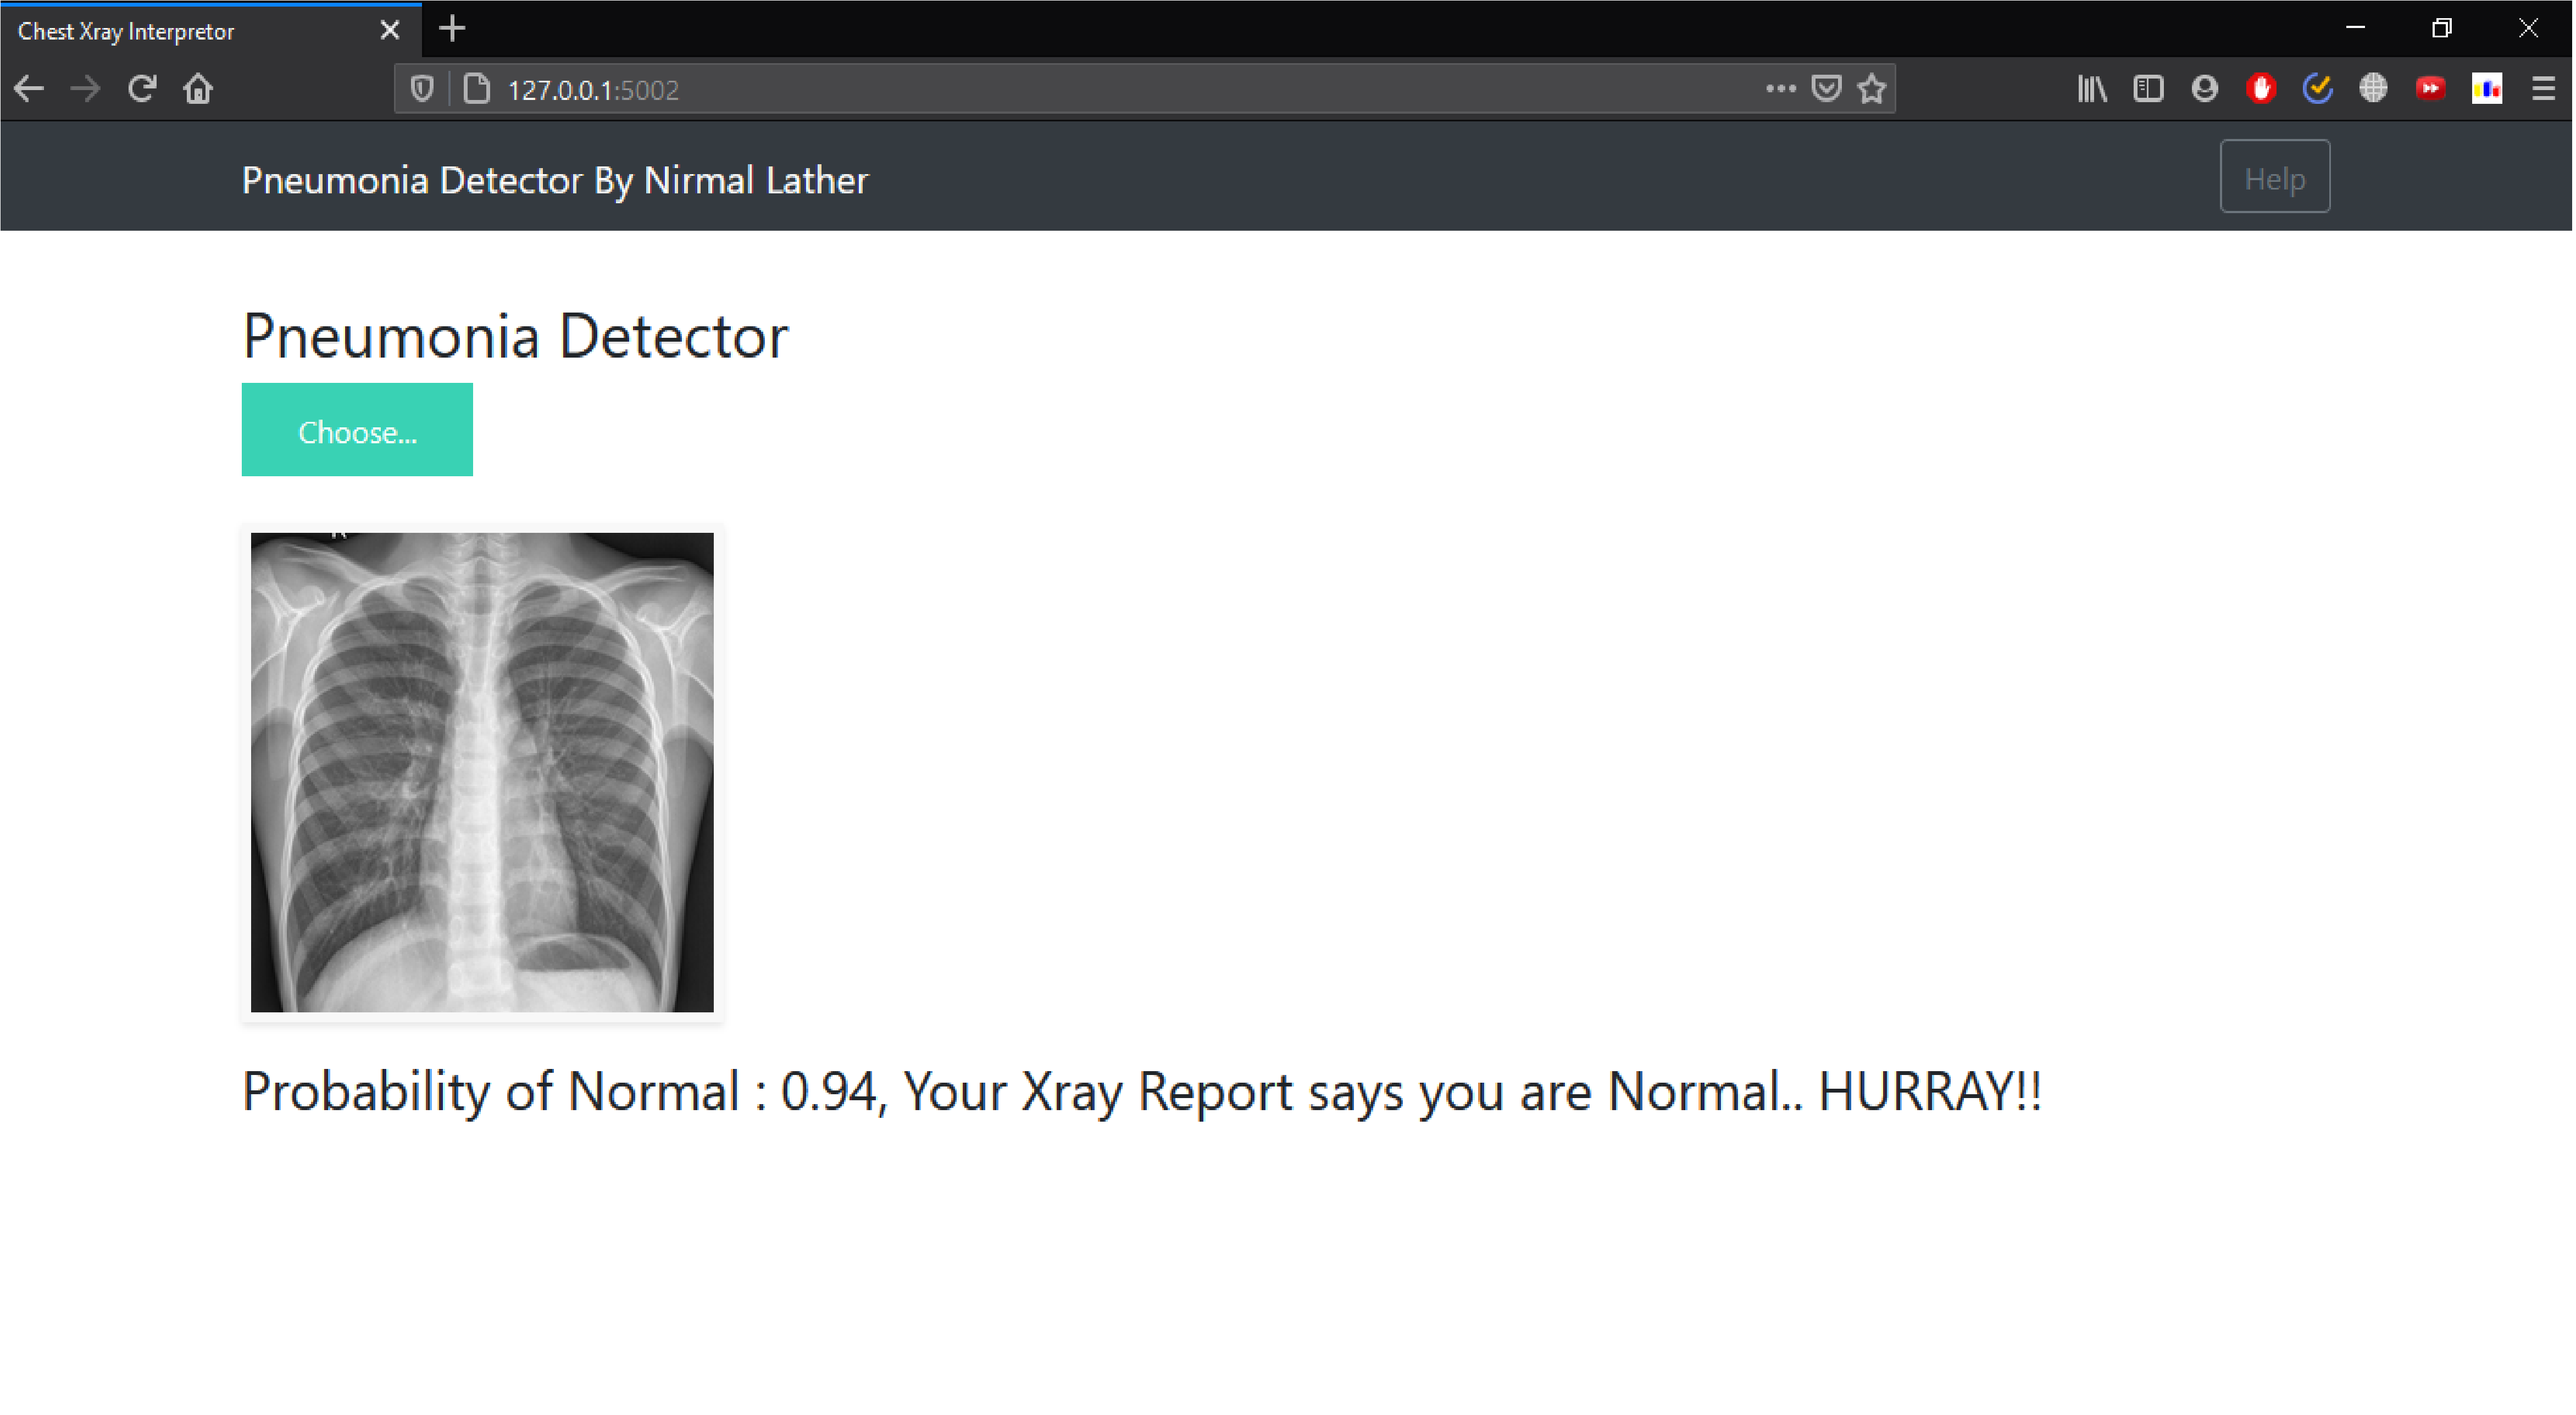 Chest Xray Interpretor
127.0.0.1:5002
Pneumonia Detector By Nirmal Lather
Help
Pneumonia Detector
Choose...
Probability of Normal : 0.94, Your Xray Report says you are Normal.. HURRAY!!